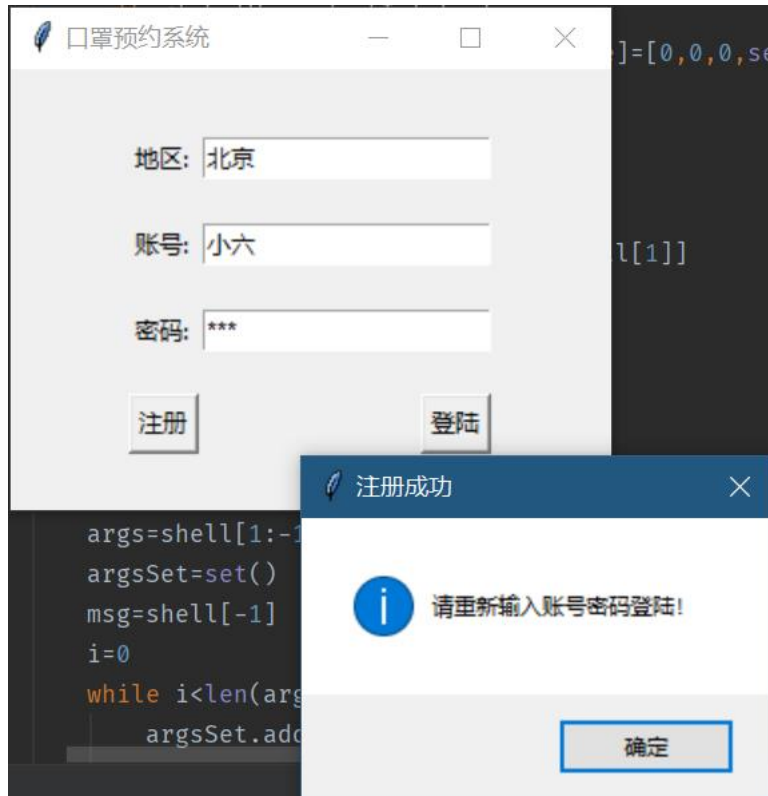 口罩预约系统
]=[0,0,0,se
地区: 北京
账号: 小六
l[1]]
密码: ***
注册 登陆
注册成功
args=shell[1:-1
argsSet=set()
请重新输入账号密码登陆!
msg=shell[-1]
i=0
while i<len(arg
argsSet.add
确定